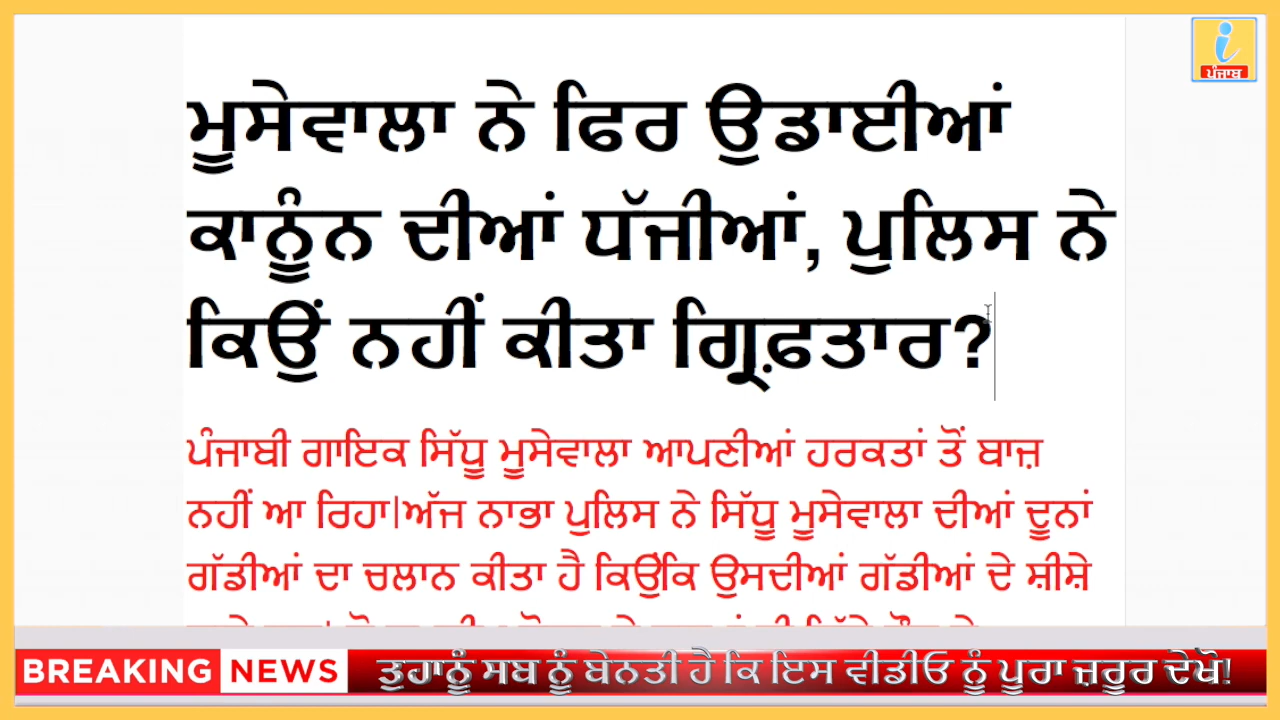 ਪੰਜਾਬ
ਮੂਸੇਵਾਲਾ ਨੇ ਫਿਰ ਉਡਾਈਆਂ
ਕਾਨੂੰਨ ਦੀਆਂ ਧੱਜੀਆਂ, ਪੁਲਿਸ ਨੇ
ਕਿਉਂ ਨਹੀਂ ਕੀਤਾ ਗ੍ਰਿਫ਼ਤਾਰ?
ਪੰਜਾਬੀ ਗਾਇਕ ਸਿੱਧੂ ਮੂਸੇਵਾਲਾ ਆਪਣੀਆਂ ਹਰਕਤਾਂ ਤੋਂ ਬਾਜ਼
ਨਹੀਂ ਆ ਰਿਹਾ।ਅੱਜ ਨਾਭਾ ਪੁਲਿਸ ਨੇ ਸਿੱਧੂ ਮੂਸੇਵਾਲਾ ਦੀਆਂ ਦੂਨਾਂ
ਗੱਡੀਆਂ ਦਾ ਚਲਾਨ ਕੀਤਾ ਹੈ ਕਿਉਂਕਿ ਉਸਦੀਆਂ ਗੱਡੀਆਂ ਦੇ ਸ਼ੀਸ਼ੇ
BREAKING NEWS ਤੁਹਾਨੂੰ ਸਬ ਨੂੰ ਬੇਨਤੀ ਹੈ ਕਿ ਇਸ ਵੀਡੀਓ ਨੂੰ ਪੂਰਾ ਜ਼ਰੂਰ ਦੇਖੋ!